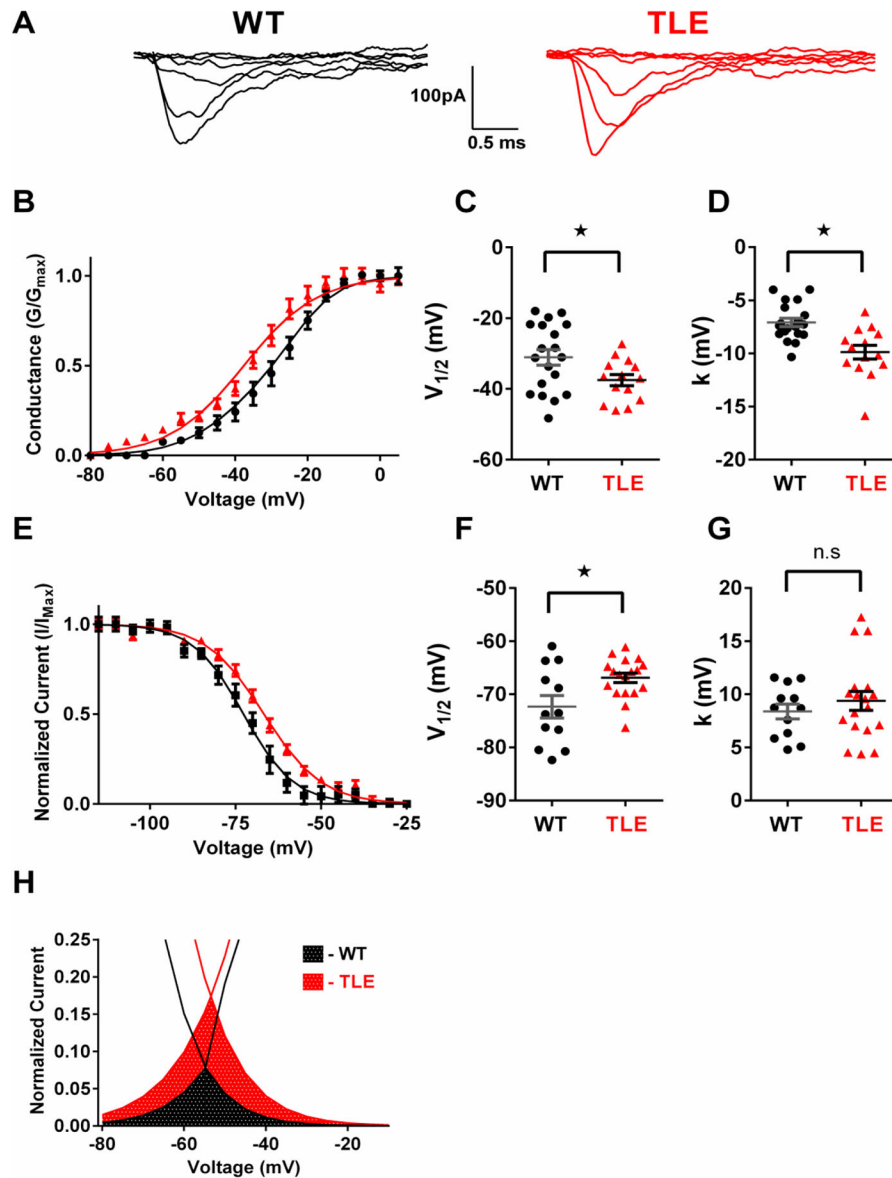 A
WT
TLE
100pA
0.5 ms
B
Conductance (G/Gmax)
1.0
0.5
0.0
-80 -60 -40 -20 0
Voltage (mV)
C
★
V1/2 (mV)
0
-20
-40
-60
WT TLE
D
★
k (mV)
0
-5
-10
-15
-20
WT TLE
E
Normalized Current (I/IMax)
1.0
0.5
0.0
-100 -75 -50 -25
Voltage (mV)
F
★
V1/2 (mV)
-50
-60
-70
-80
-90
WT TLE
G
n.s
k (mV)
20
15
10
5
0
WT TLE
H
Normalized Current
0.25
0.20
0.15
0.10
0.05
0.00
-80 -60 -40 -20
Voltage (mV)
- WT
- TLE